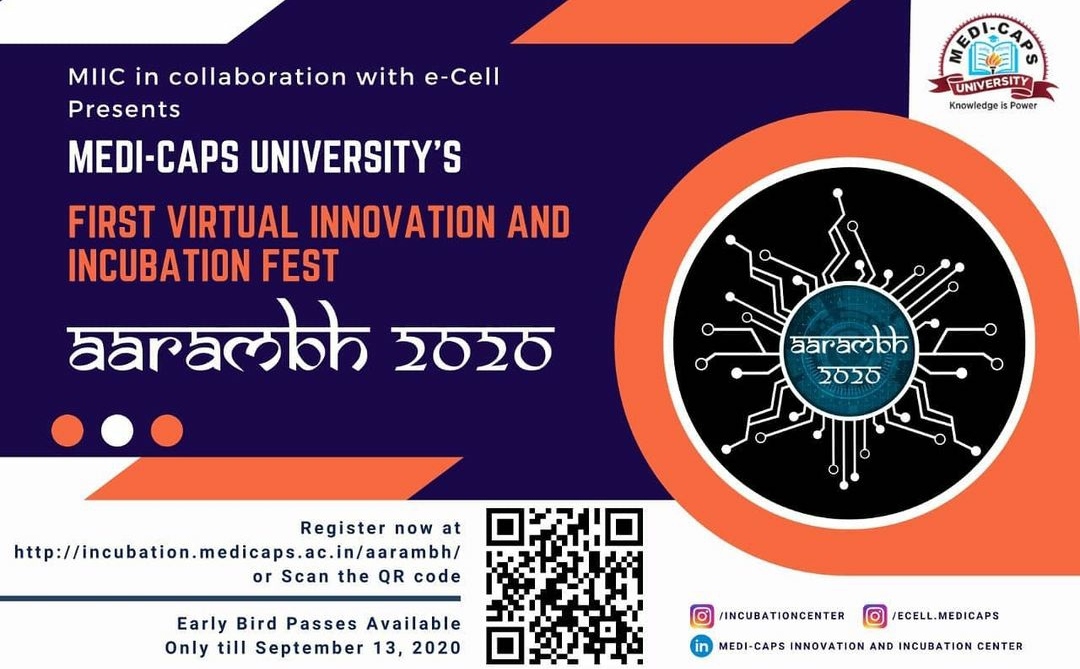 MIIC in collaboration with e-Cell
Presents
MEDI-CAPS UNIVERSITY'S
FIRST VIRTUAL INNOVATION AND
INCUBATION FEST
aarambh 2020
MEDI-CAPS
UNIVERSITY
Knowledge is Power
aarambh
2020
Register now at
http://incubation.medicaps.ac.in/aarambh/
or Scan the QR code
Early Bird Passes Available
Only till September 13, 2020
/INCUBATIONCENTER
/ECELL.MEDICAPS
in MEDI-CAPS INNOVATION AND INCUBATION CENTER